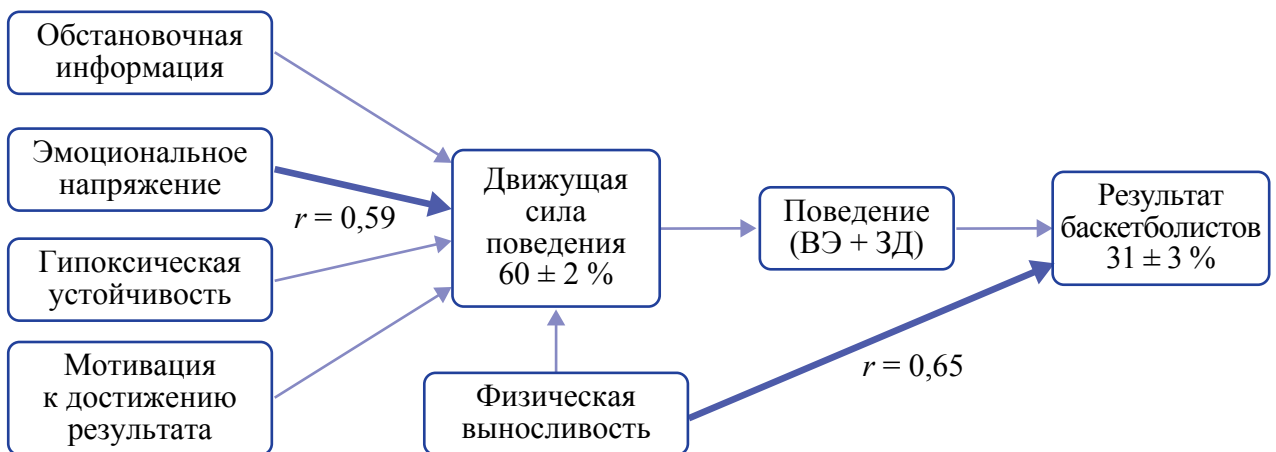 Обстановочная
информация
Эмоциональное
напряжение
r = 0,59
Гипоксическая
устойчивость
Мотивация
к достижению
результата
Движущая
сила
поведения
60 ± 2 %
Физическая
выносливость
Поведение
(ВЭ + ЗД)
r = 0,65
Результат
баскетболистов
31 ± 3 %